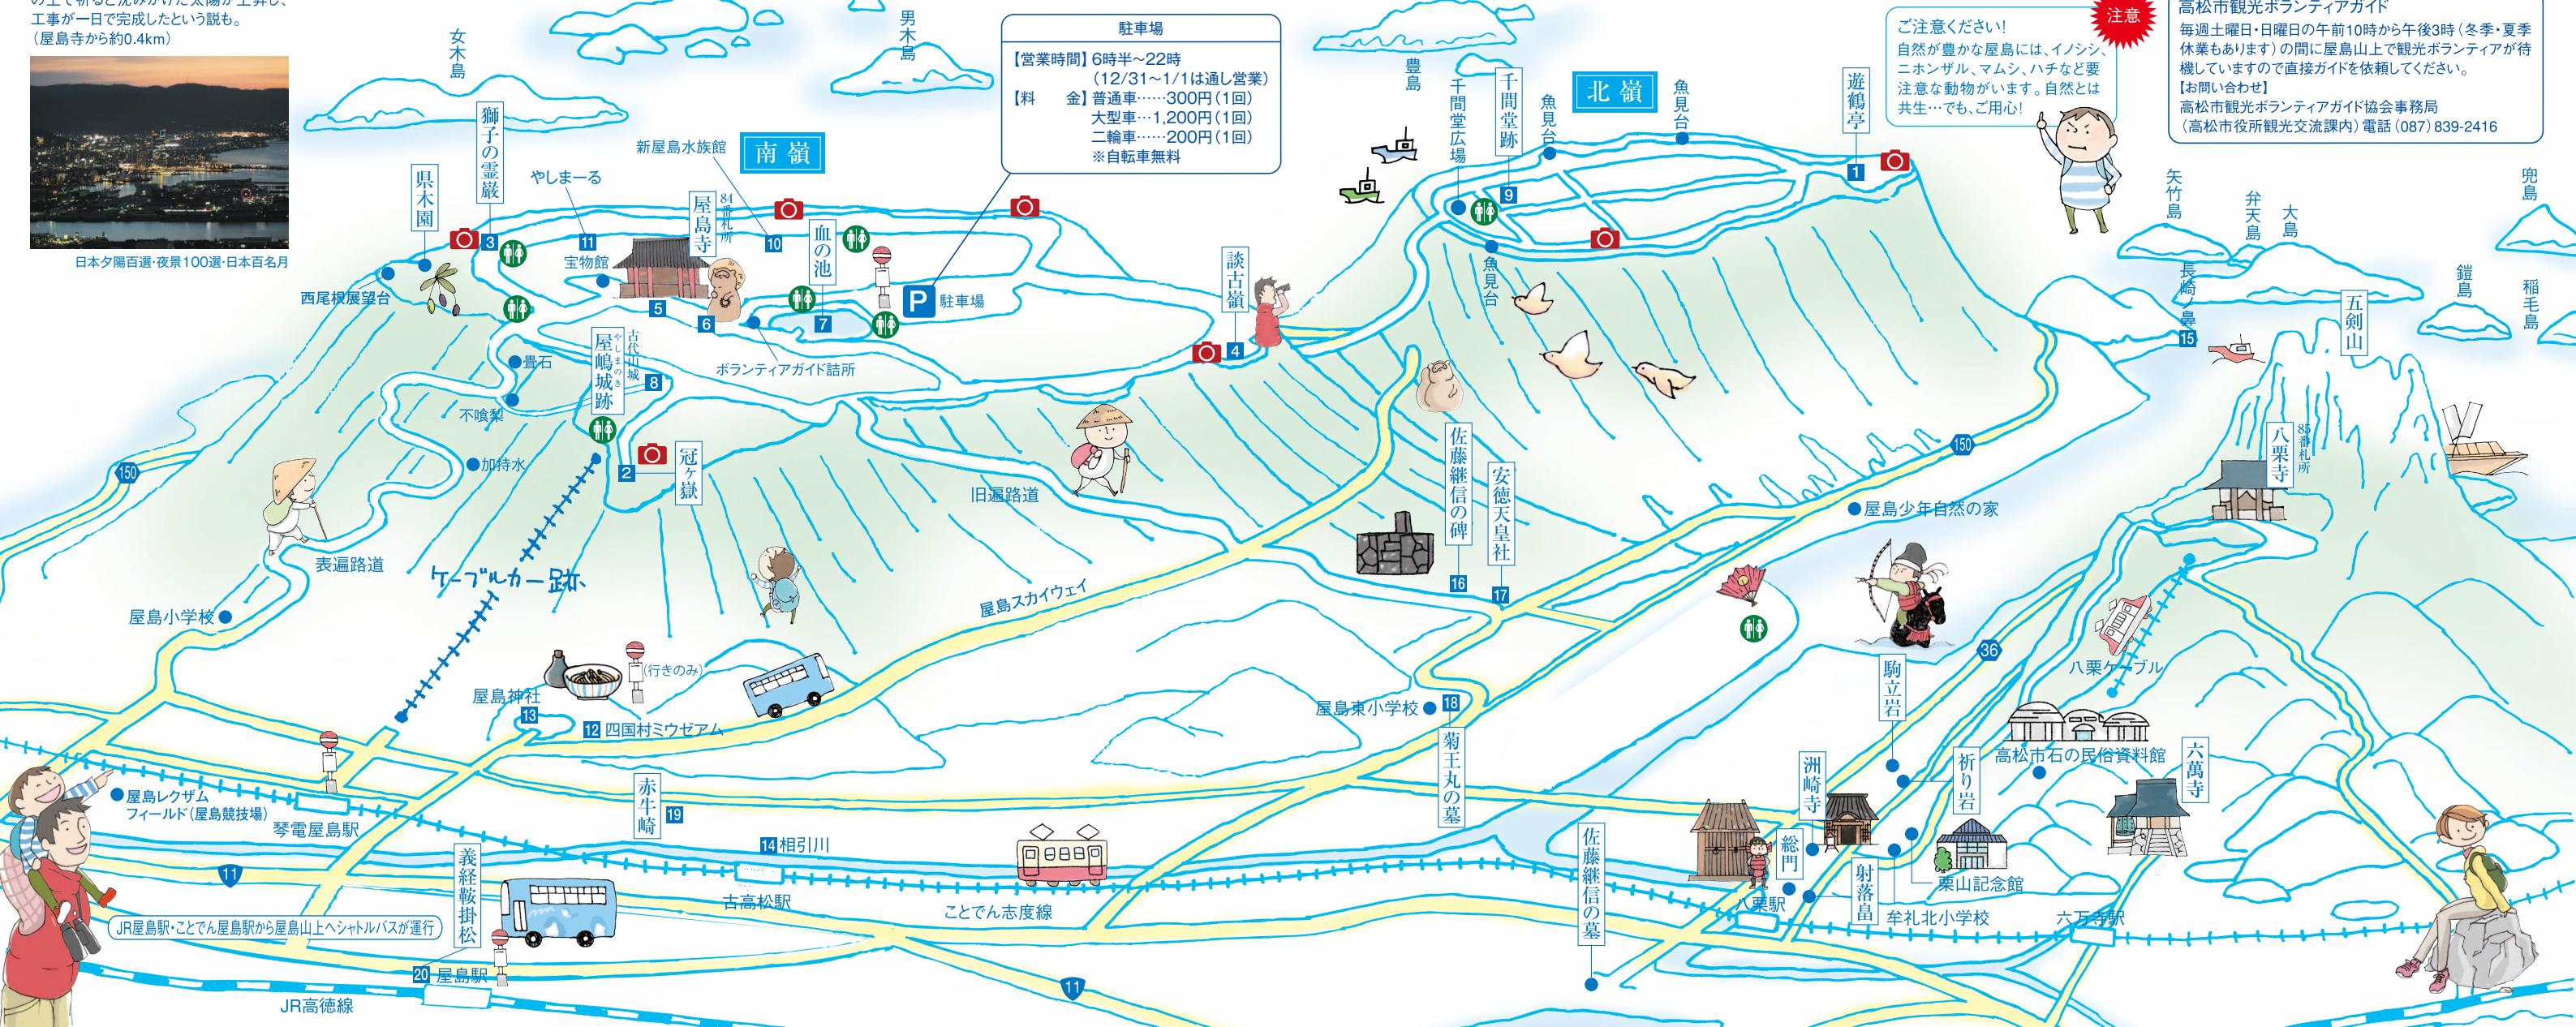 の上で祈ると沈みかけた太陽が上昇し、
工事が一日で完成したという説も。
（屋島寺から約0.4km）
日本夕陽百選・夜景100選・日本百名月
女木島
男木島
駐車場
【営業時間】6時半〜22時
（12/31〜1/1は通し営業）
【料　　金】普通車……300円（1回）
大型車…1,200円（1回）
二輪車……200円（1回）
※自転車無料
豊島
千間堂広場
千間堂跡
9
魚見台
北嶺
魚見台
遊鶴亭
1
ご注意ください！
自然が豊かな屋島には、イノシシ、
ニホンザル、マムシ、ハチなど要
注意な動物がいます。自然とは
共生…でも、ご用心！
注意
高松市観光ボランティアガイド
毎週土曜日・日曜日の午前10時から午後3時（冬季・夏季
休業もあります）の間に屋島山上で観光ボランティアが待
機していますので直接ガイドを依頼してください。
【お問い合わせ】
高松市観光ボランティアガイド協会事務局
（高松市役所観光交流課内）電話（087）839-2416
矢竹島
弁天島
大島
兜島
鎧島
稲毛島
長崎ノ鼻
15
五剣山
獅子の霊巌
3
県木園
西尾根展望台
やしまーる
11
新屋島水族館
10
南嶺
宝物館
屋島寺
84番札所
5
6
血の池
7
P
駐車場
ボランティアガイド詰所
談古嶺
4
魚見台
畳石
不喰梨
加持水
屋嶋城跡
やしまのき
古代山城
8
2
冠ヶ嶽
旧遍路道
表遍路道
ケーブルカー跡
屋島スカイウェイ
佐藤継信の碑
16
安徳天皇社
17
150
150
屋島少年自然の家
八栗寺
85番札所
八栗ケーブル
36
屋島小学校
屋島神社
13
（行きのみ）
12 四国村ミウゼアム
屋島東小学校
18
菊王丸の墓
駒立岩
祈り岩
高松市石の民俗資料館
六萬寺
洲崎寺
総門
射落畠
栗山記念館
牟礼北小学校
八栗駅
六万寺駅
佐藤継信の墓
屋島レクザム
フィールド（屋島競技場）
琴電屋島駅
赤牛崎
19
14 相引川
古高松駅
ことでん志度線
11
義経鞍掛松
JR屋島駅・ことでん屋島駅から屋島山上へシャトルバスが運行
20 屋島駅
JR高徳線
11